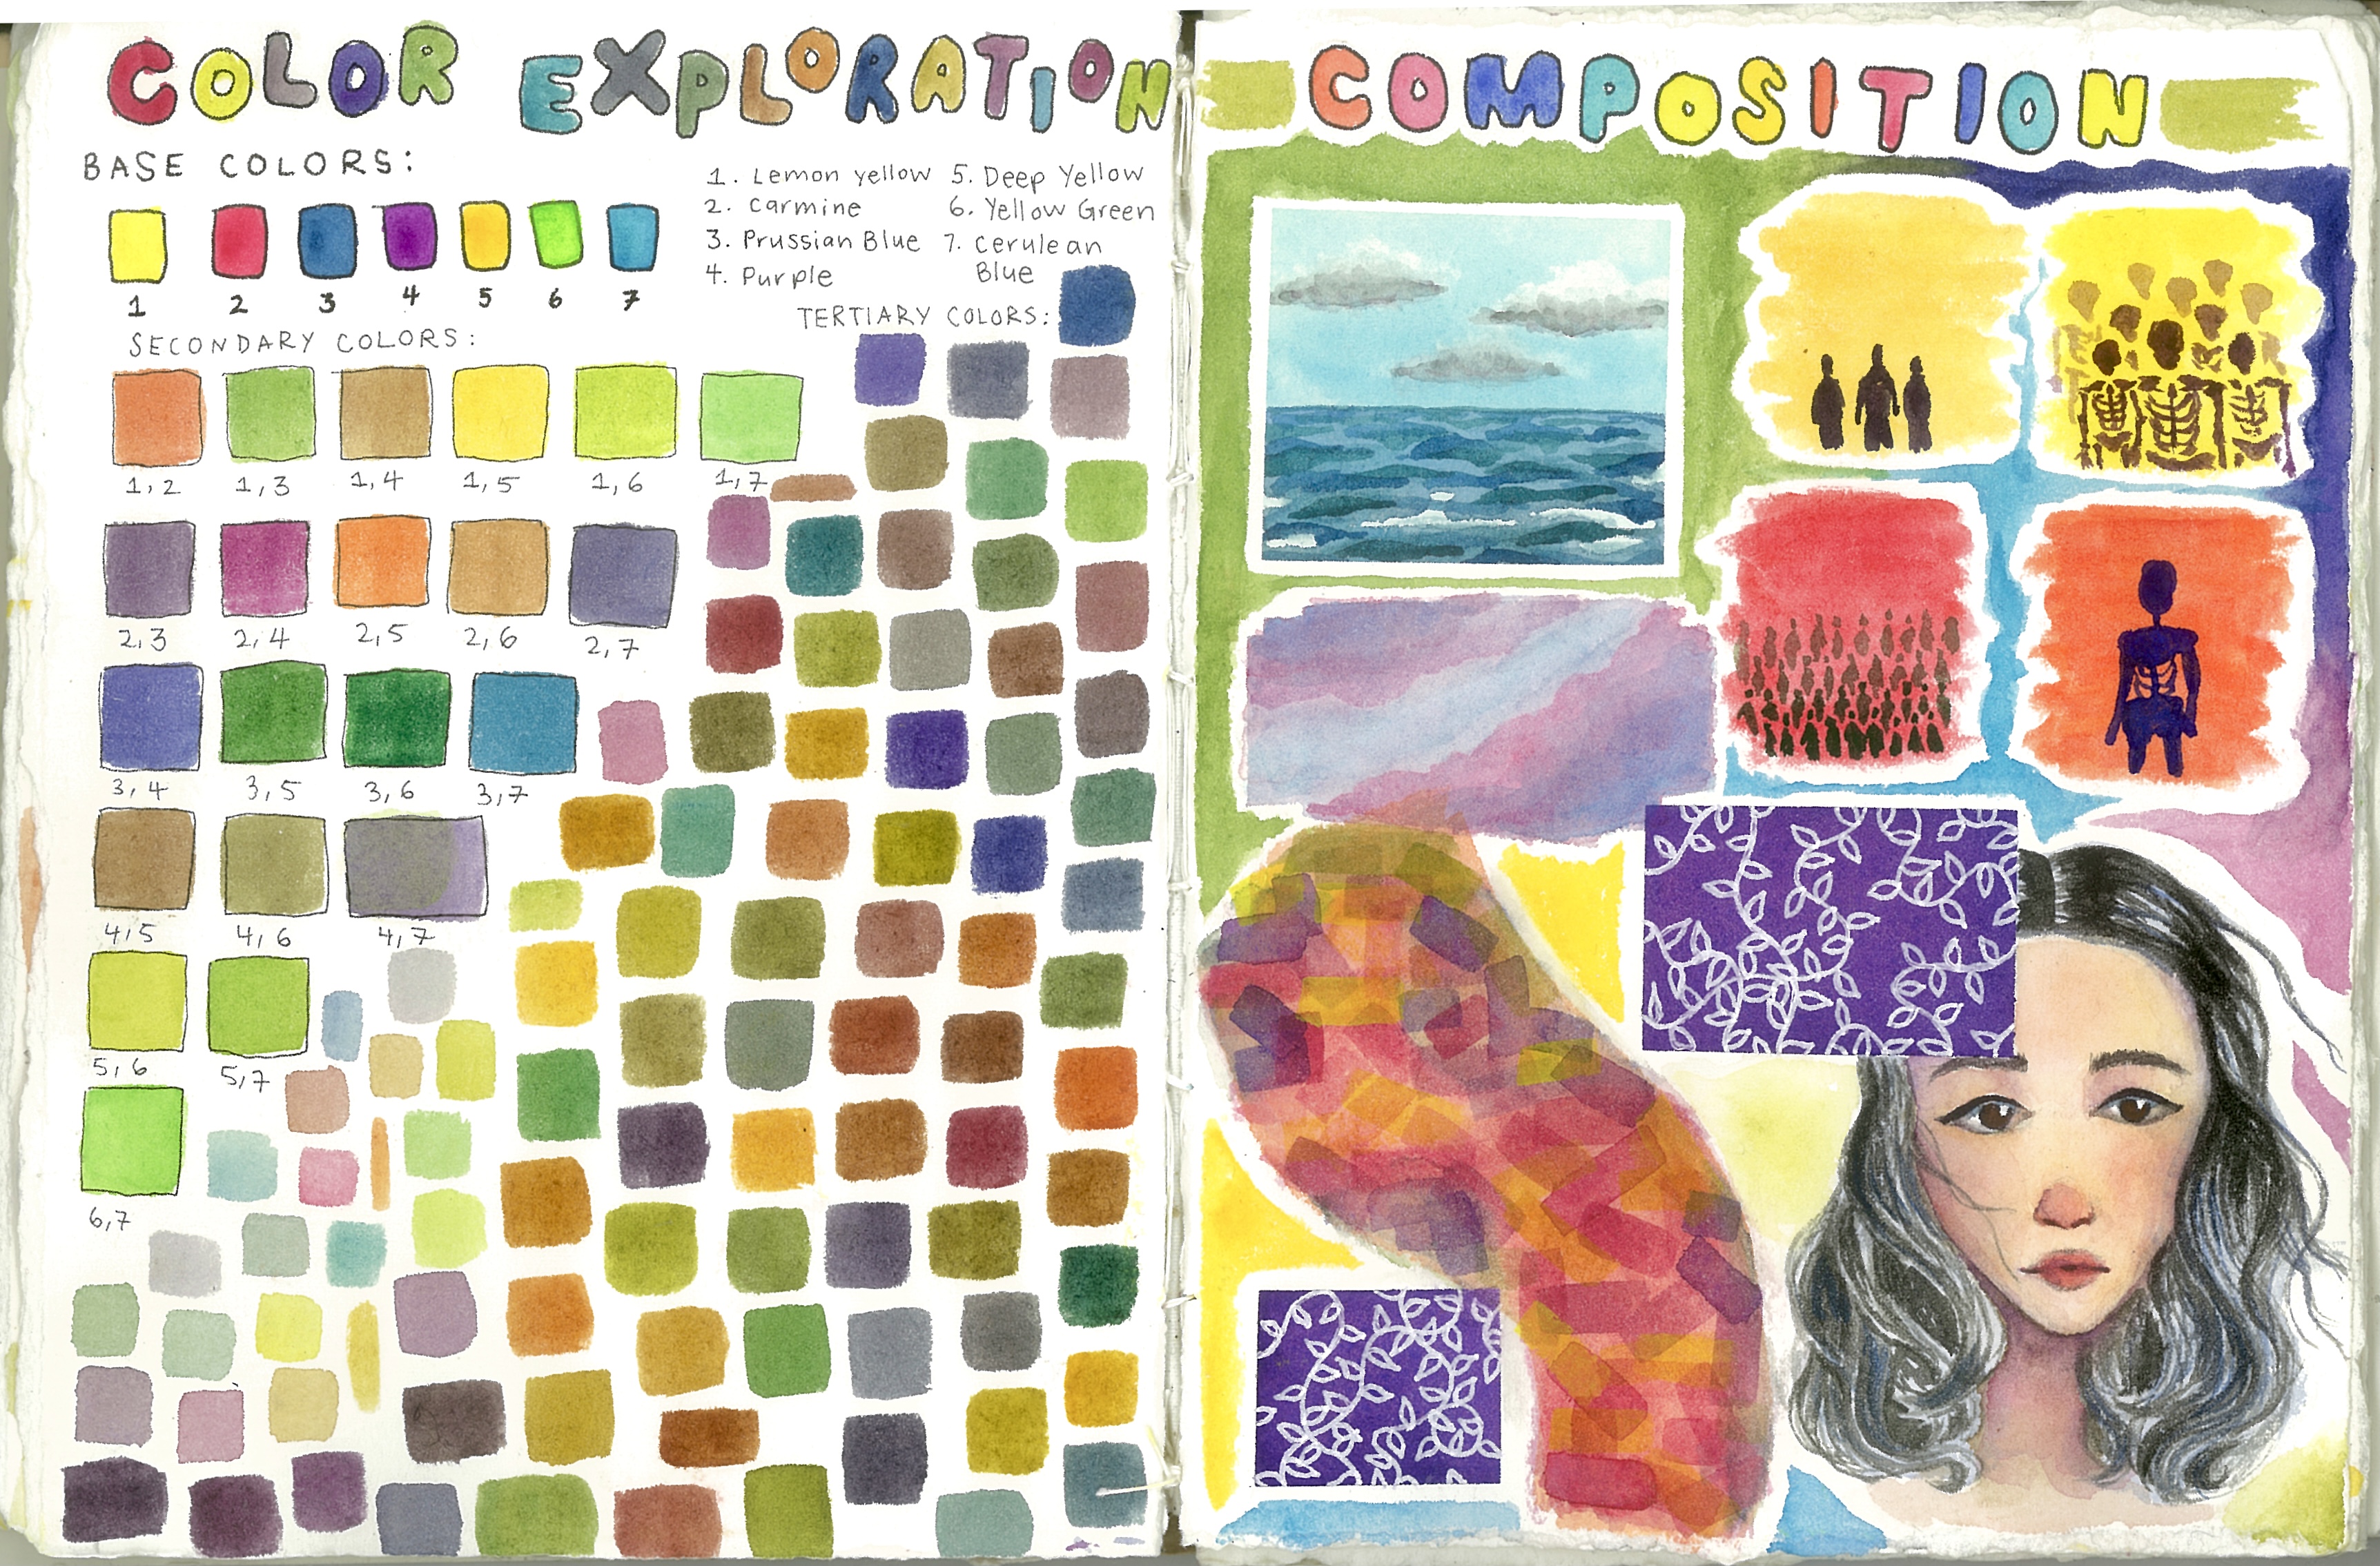 COLOR EXPLORATION
BASE COLORS:
1 2 3 4 5 6 7
1. Lemon yellow
2. Carmine
3. Prussian Blue
4. Purple
5. Deep Yellow
6. Yellow Green
7. Cerulean
Blue
SECONDARY COLORS:
1,2 1,3 1,4 1,5 1,6 1,7
2,3 2,4 2,5 2,6 2,7
3,4 3,5 3,6 3,7
4,5 4,6 4,7
5,6 5,7
6,7
TERTIARY COLORS:
COMPOSITION